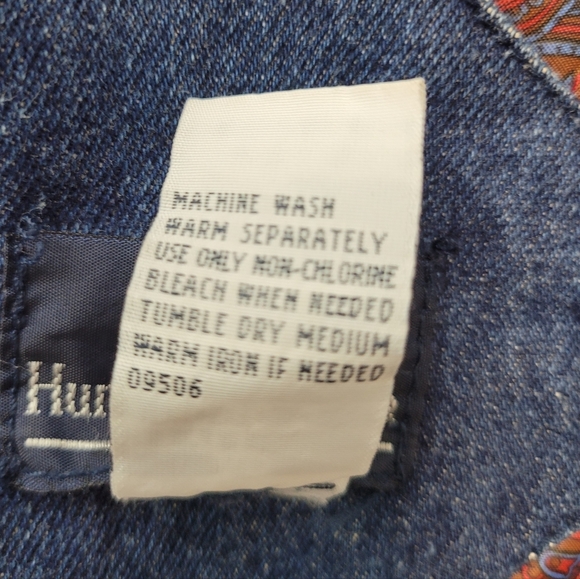 MACHINE WASH
WARM SEPARATELY
USE ONLY NON-CHLORINE
BLEACH WHEN NEEDED
TUMBLE DRY MEDIUM
WARM IRON IF NEEDED
09506